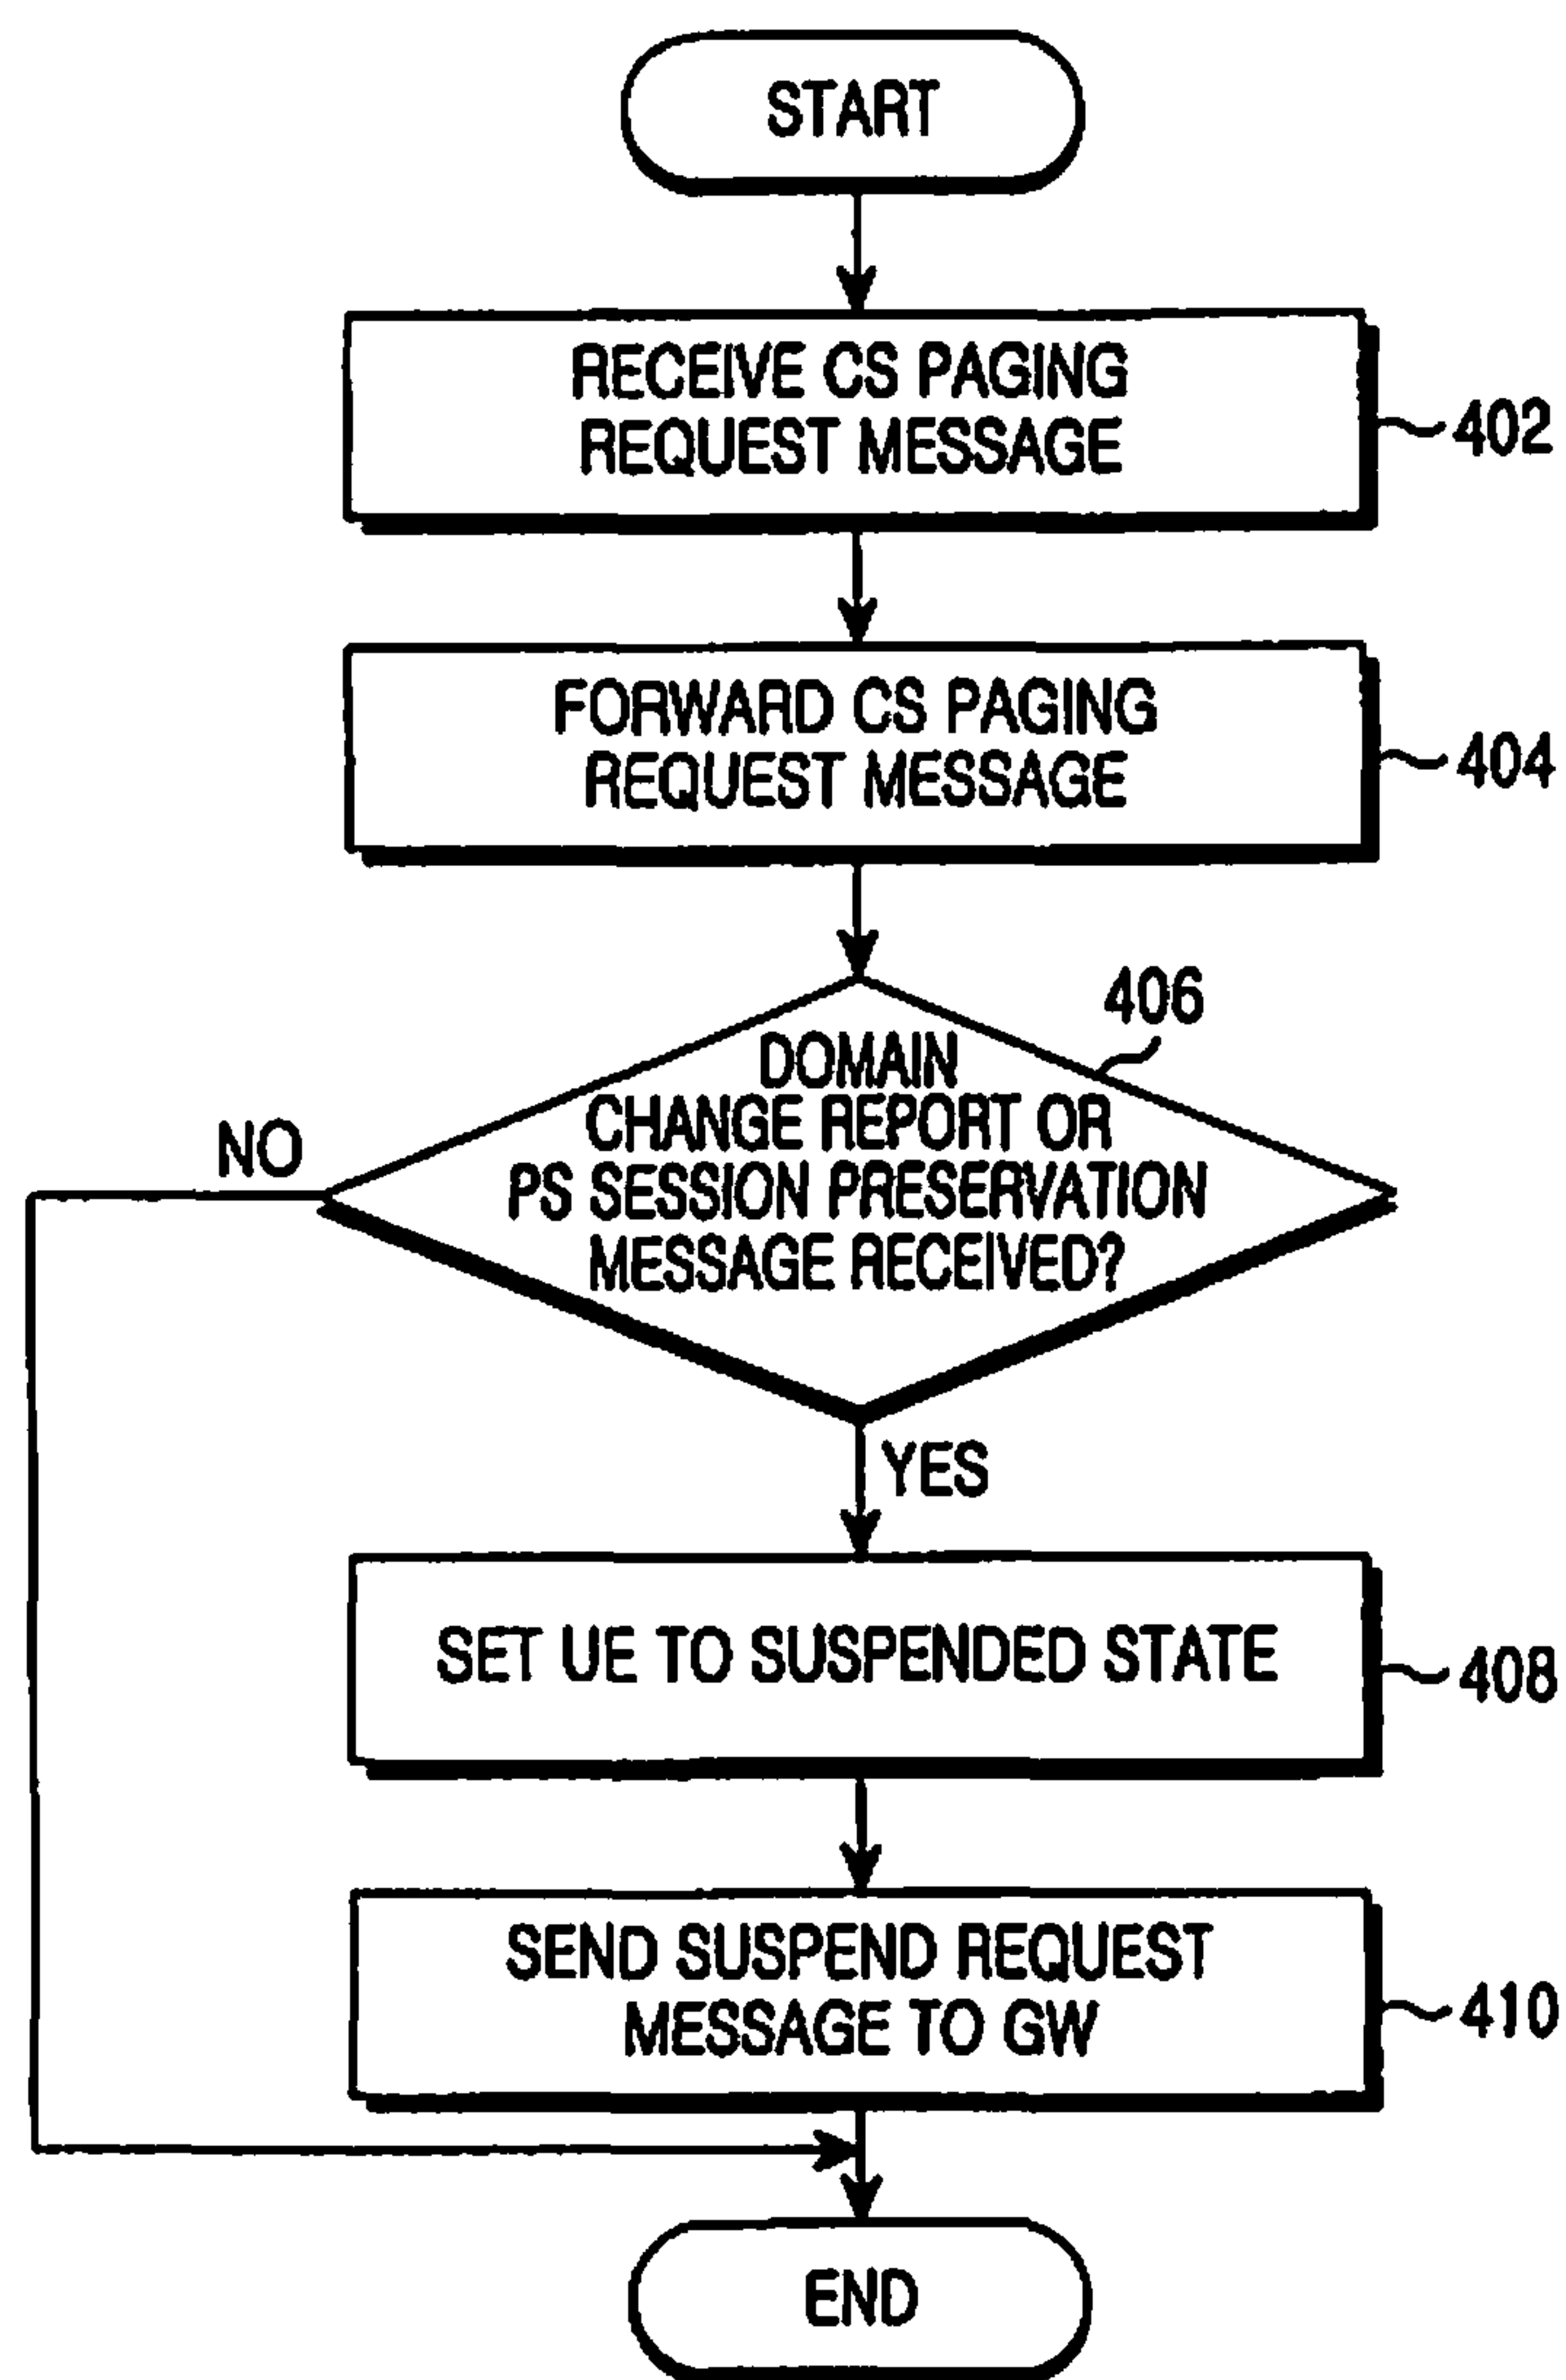 START
RECEIVE CS PAGING
REQUEST MESSAGE
402
FORWARD CS PAGING
REQUEST MESSAGE
404
406
DOMAIN
CHANGE REPORT OR
PS SESSION PRESERVATION
MESSAGE RECEIVED?
NO
YES
SET UE TO SUSPENDED STATE
408
SEND SUSPEND REQUEST
MESSAGE TO GW
410
END